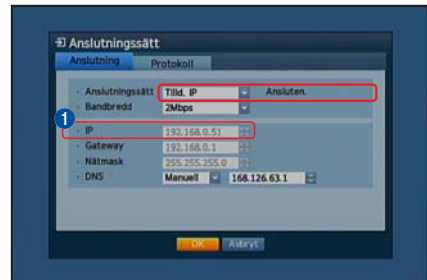 Anslutningssätt
Anslutning Protokoll
- Anslutningssätt Tilld. IP Ansluten.
- Bandbredd 2Mbps
1
- IP 192.168.0.51
- Gateway 192.168.0.1
- Nätmask 255.255.255.0
- DNS Manuell 168.126.63.1
OK Avbryt